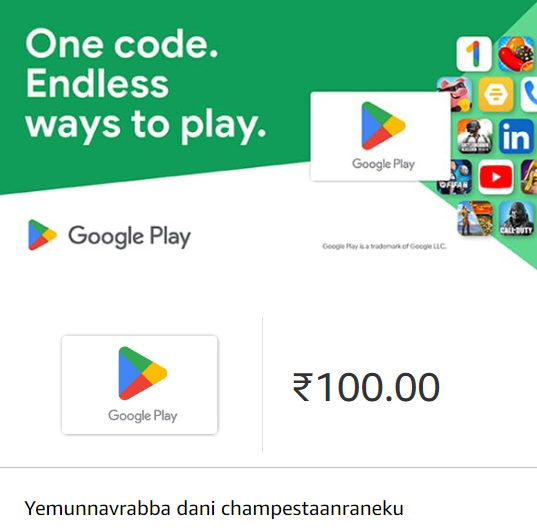 One code.
Endless
ways to play.
Google Play
Google Play
Google Play is a trademark of Google LLC.
Google Play
₹100.00
Yemunnavrabba dani champestaanraneku